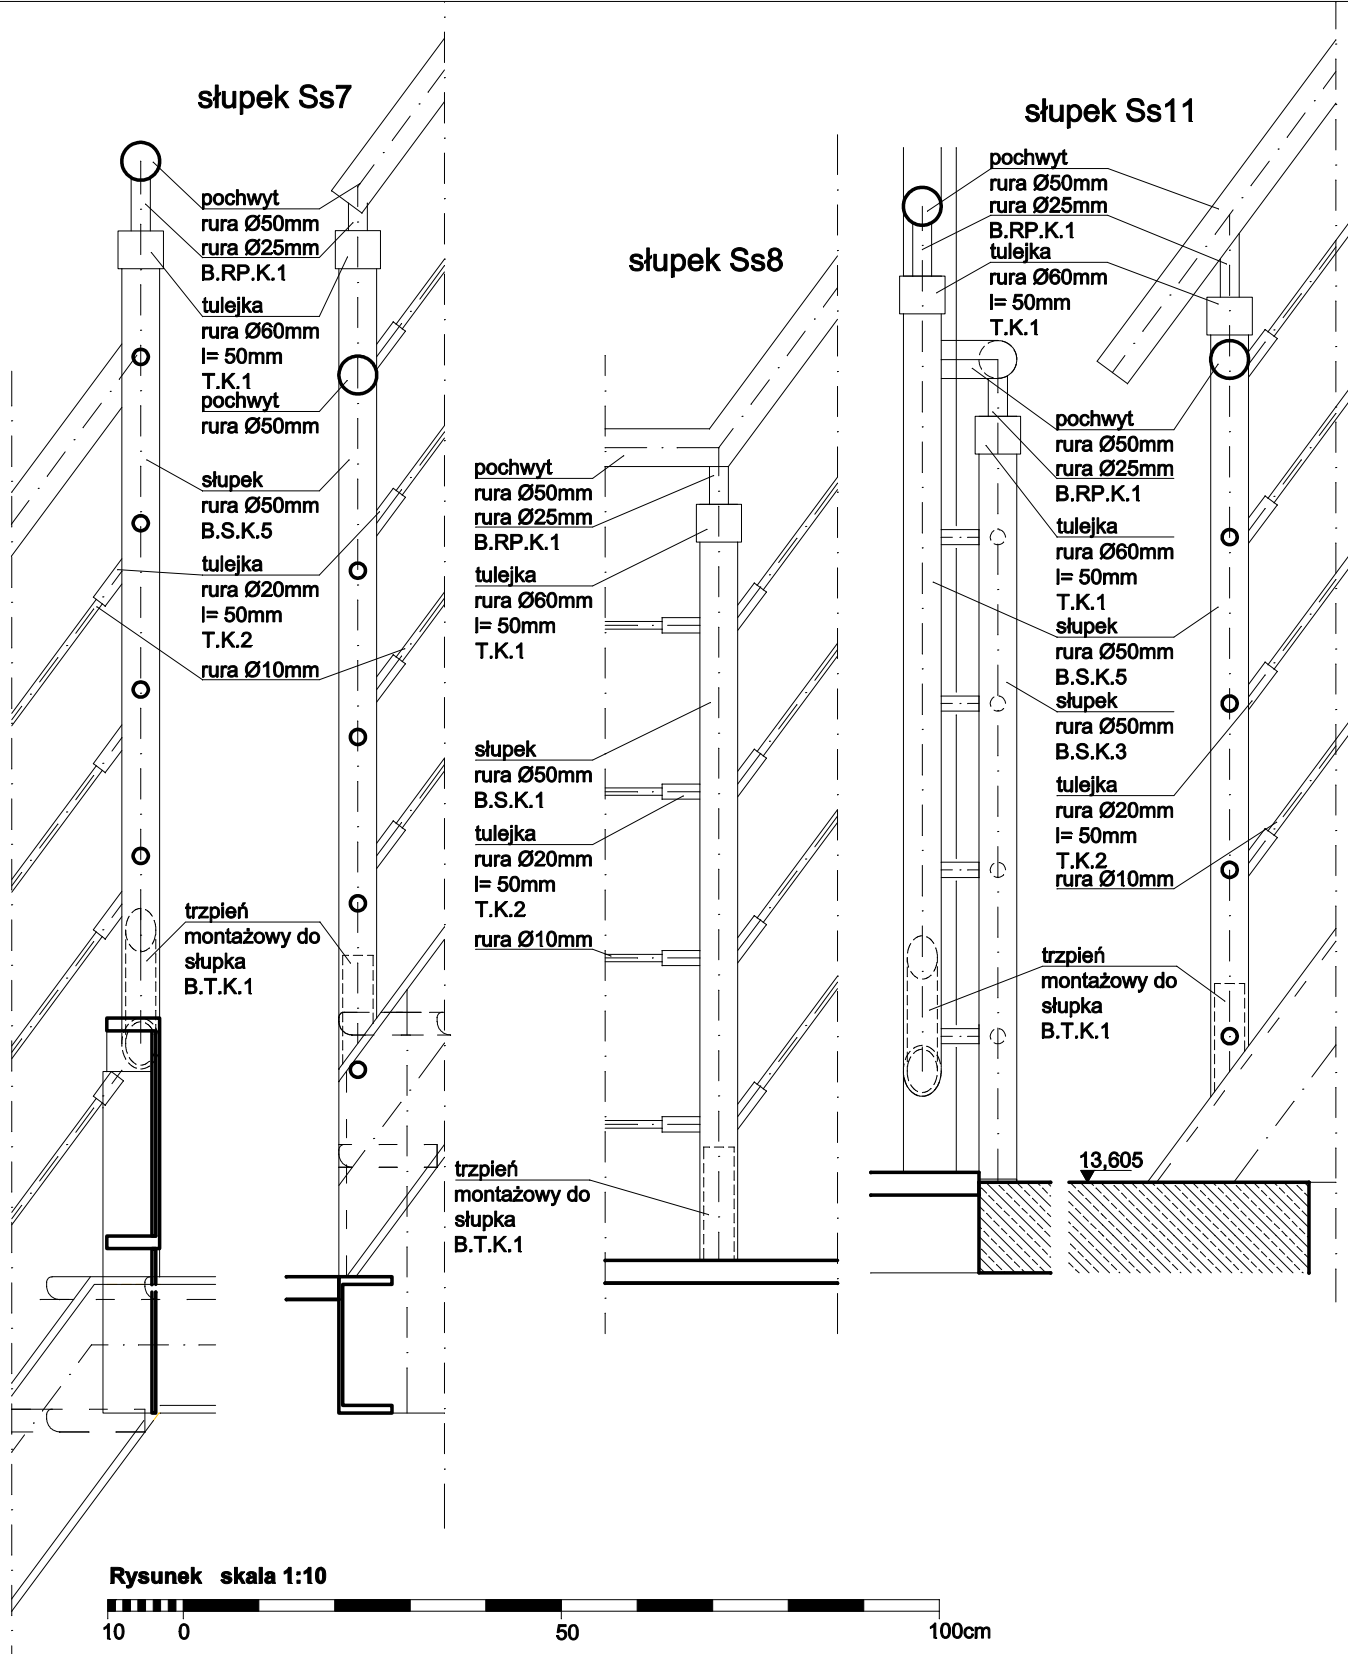 słupek Ss7
pochwyt
rura Ø50mm
rura Ø25mm
B.RP.K.1
tulejka
rura Ø60mm
l= 50mm
T.K.1
pochwyt
rura Ø50mm
słupek
rura Ø50mm
B.S.K.5
tulejka
rura Ø20mm
l= 50mm
T.K.2
rura Ø10mm
trzpień
montażowy do
słupka
B.T.K.1
słupek Ss8
pochwyt
rura Ø50mm
rura Ø25mm
B.RP.K.1
tulejka
rura Ø60mm
l= 50mm
T.K.1
słupek
rura Ø50mm
B.S.K.1
tulejka
rura Ø20mm
l= 50mm
T.K.2
rura Ø10mm
trzpień
montażowy do
słupka
B.T.K.1
słupek Ss11
pochwyt
rura Ø50mm
rura Ø25mm
B.RP.K.1
tulejka
rura Ø60mm
l= 50mm
T.K.1
pochwyt
rura Ø50mm
rura Ø25mm
B.RP.K.1
tulejka
rura Ø60mm
l= 50mm
T.K.1
słupek
rura Ø50mm
B.S.K.5
słupek
rura Ø50mm
B.S.K.3
tulejka
rura Ø20mm
l= 50mm
T.K.2
rura Ø10mm
trzpień
montażowy do
słupka
B.T.K.1
13,605
Rysunek skala 1:10
10 0 50 100cm